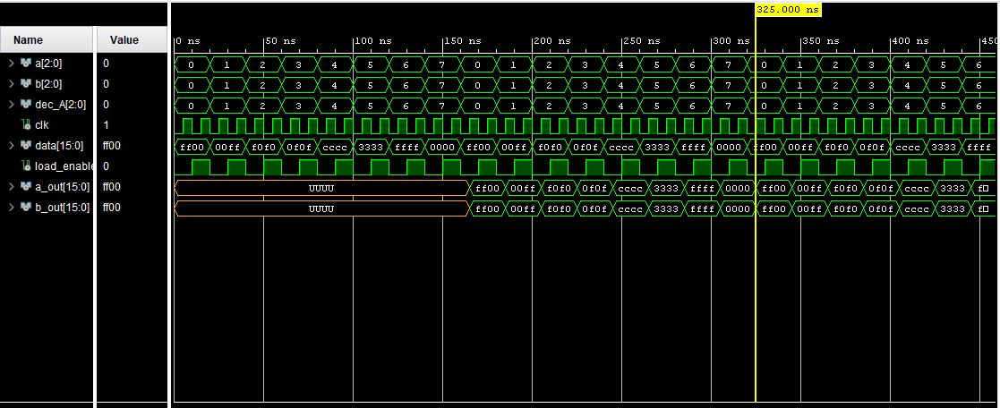 325.000 ns
Name Value 0 ns 50 ns 100 ns 150 ns 200 ns 250 ns 300 ns 350 ns 400 ns 450
a[2:0] 0 0 1 2 3 4 5 6 7 0 1 2 3 4 5 6 7 0 1 2 3 4 5 6
b[2:0] 0 0 1 2 3 4 5 6 7 0 1 2 3 4 5 6 7 0 1 2 3 4 5 6
dec_A[2:0] 0 0 1 2 3 4 5 6 7 0 1 2 3 4 5 6 7 0 1 2 3 4 5 6
clk 1
data[15:0] ff00 ff00 00ff f0f0 0f0f cccc 3333 ffff 0000 ff00 00ff f0f0 0f0f cccc 3333 ffff 0000 ff00 00ff f0f0 0f0f cccc 3333 ffff
load_enable 0
a_out[15:0] ff00 UUUU ff00 00ff f0f0 0f0f cccc 3333 ffff 0000 ff00 00ff f0f0 0f0f cccc 3333 f□
b_out[15:0] ff00 UUUU ff00 00ff f0f0 0f0f cccc 3333 ffff 0000 ff00 00ff f0f0 0f0f cccc 3333 f□